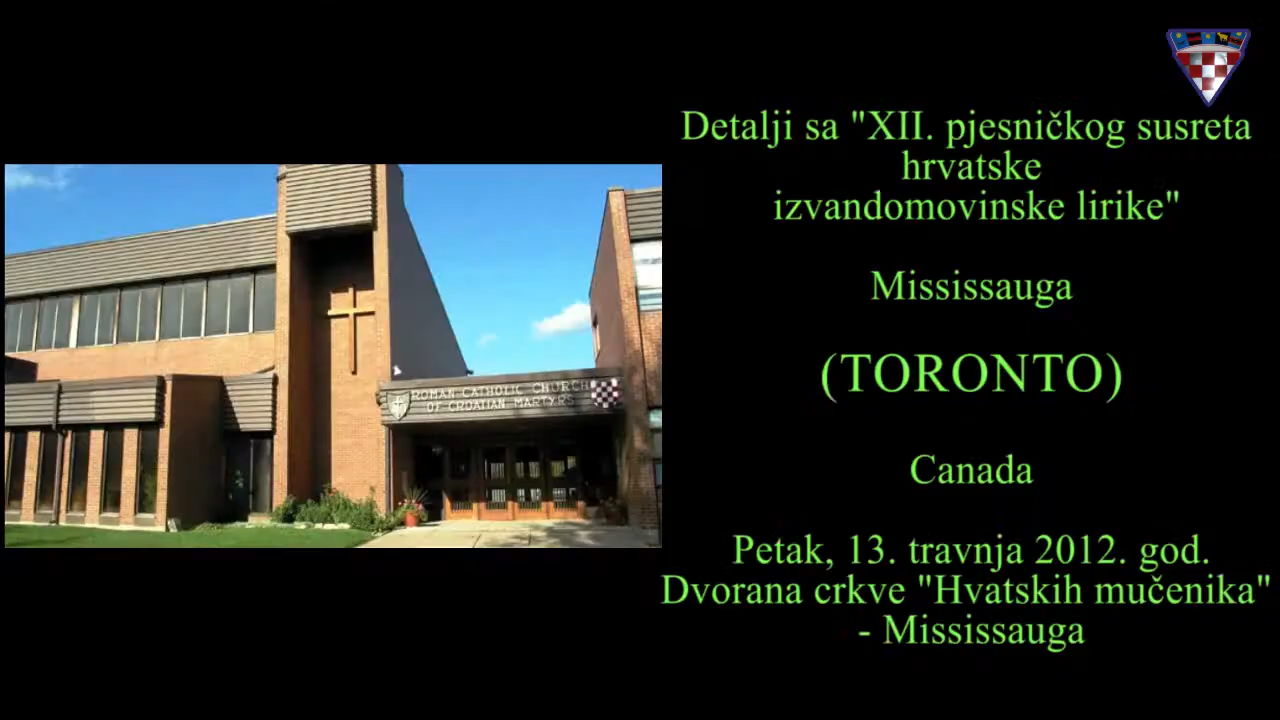 ROMAN CATHOLIC CHURCH
OF CROATIAN MARTYRS
Detalji sa "XII. pjesničkog susreta
hrvatske
izvandomovinske lirike"
Mississauga
(TORONTO)
Canada
Petak, 13. travnja 2012. god.
Dvorana crkve "Hvatskih mučenika"
- Mississauga